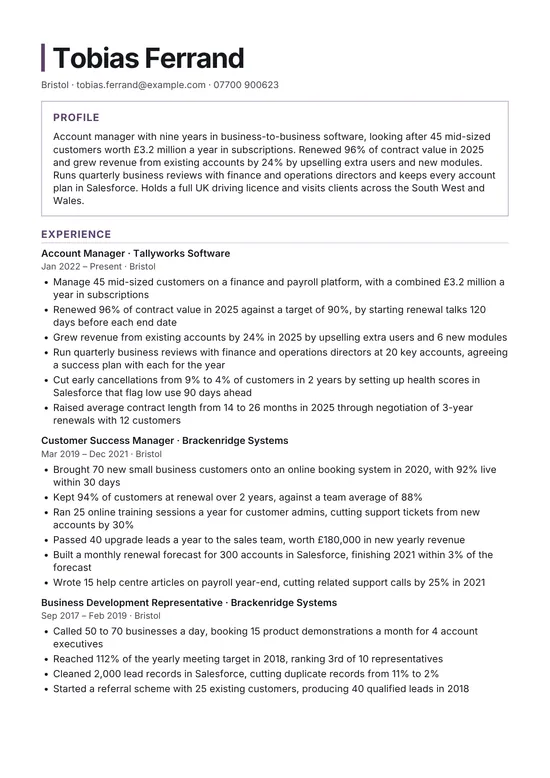 Tobias Ferrand
Bristol · tobias.ferrand@example.com · 07700 900623
PROFILE
Account manager with nine years in business-to-business software, looking after 45 mid-sized
customers worth £3.2 million a year in subscriptions. Renewed 96% of contract value in 2025
and grew revenue from existing accounts by 24% by upselling extra users and new modules.
Runs quarterly business reviews with finance and operations directors and keeps every account
plan in Salesforce. Holds a full UK driving licence and visits clients across the South West and
Wales.
EXPERIENCE
Account Manager · Tallyworks Software
Jan 2022 – Present · Bristol
• Manage 45 mid-sized customers on a finance and payroll platform, with a combined £3.2 million a
year in subscriptions
• Renewed 96% of contract value in 2025 against a target of 90%, by starting renewal talks 120
days before each end date
• Grew revenue from existing accounts by 24% in 2025 by upselling extra users and 6 new modules
• Run quarterly business reviews with finance and operations directors at 20 key accounts, agreeing
a success plan with each for the year
• Cut early cancellations from 9% to 4% of customers in 2 years by setting up health scores in
Salesforce that flag low use 90 days ahead
• Raised average contract length from 14 to 26 months in 2025 through negotiation of 3-year
renewals with 12 customers
Customer Success Manager · Brackenridge Systems
Mar 2019 – Dec 2021 · Bristol
• Brought 70 new small business customers onto an online booking system in 2020, with 92% live
within 30 days
• Kept 94% of customers at renewal over 2 years, against a team average of 88%
• Ran 25 online training sessions a year for customer admins, cutting support tickets from new
accounts by 30%
• Passed 40 upgrade leads a year to the sales team, worth £180,000 in new yearly revenue
• Built a monthly renewal forecast for 300 accounts in Salesforce, finishing 2021 within 3% of the
forecast
• Wrote 15 help centre articles on payroll year-end, cutting related support calls by 25% in 2021
Business Development Representative · Brackenridge Systems
Sep 2017 – Feb 2019 · Bristol
• Called 50 to 70 businesses a day, booking 15 product demonstrations a month for 4 account
executives
• Reached 112% of the yearly meeting target in 2018, ranking 3rd of 10 representatives
• Cleaned 2,000 lead records in Salesforce, cutting duplicate records from 11% to 2%
• Started a referral scheme with 25 existing customers, producing 40 qualified leads in 2018